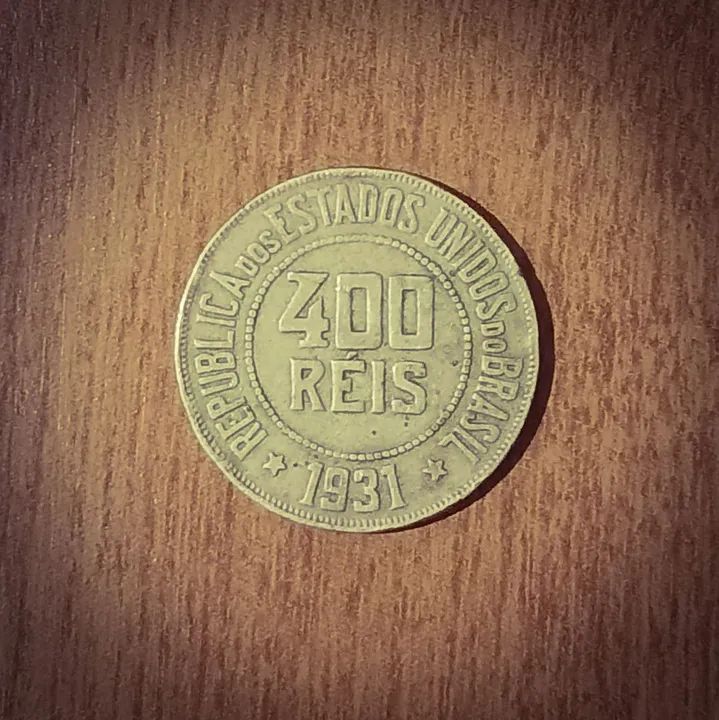 REPUBLICA DOS ESTADOS UNIDOS DO BRASIL
400
RÉIS
1931